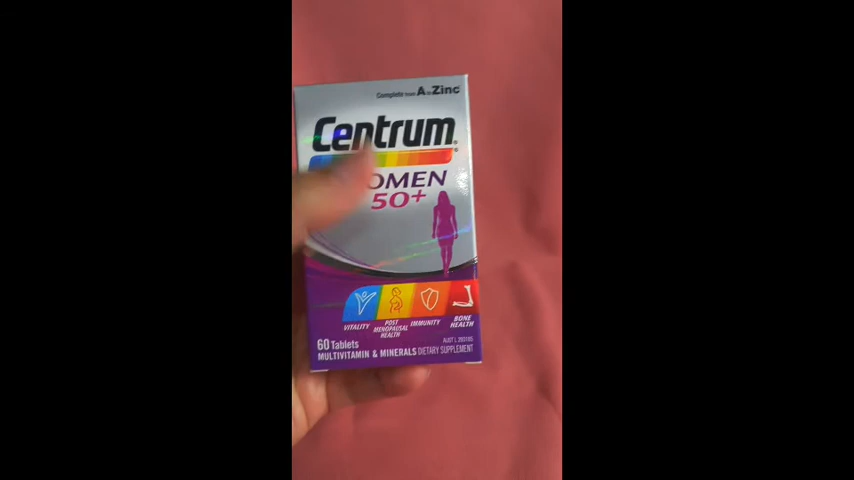 Complete from A to Zinc
Centrum®
OMEN
50+
VITALITY
POST MENOPAUSAL HEALTH
IMMUNITY
BONE HEALTH
60 Tablets
MULTIVITAMIN & MINERALS DIETARY SUPPLEMENT